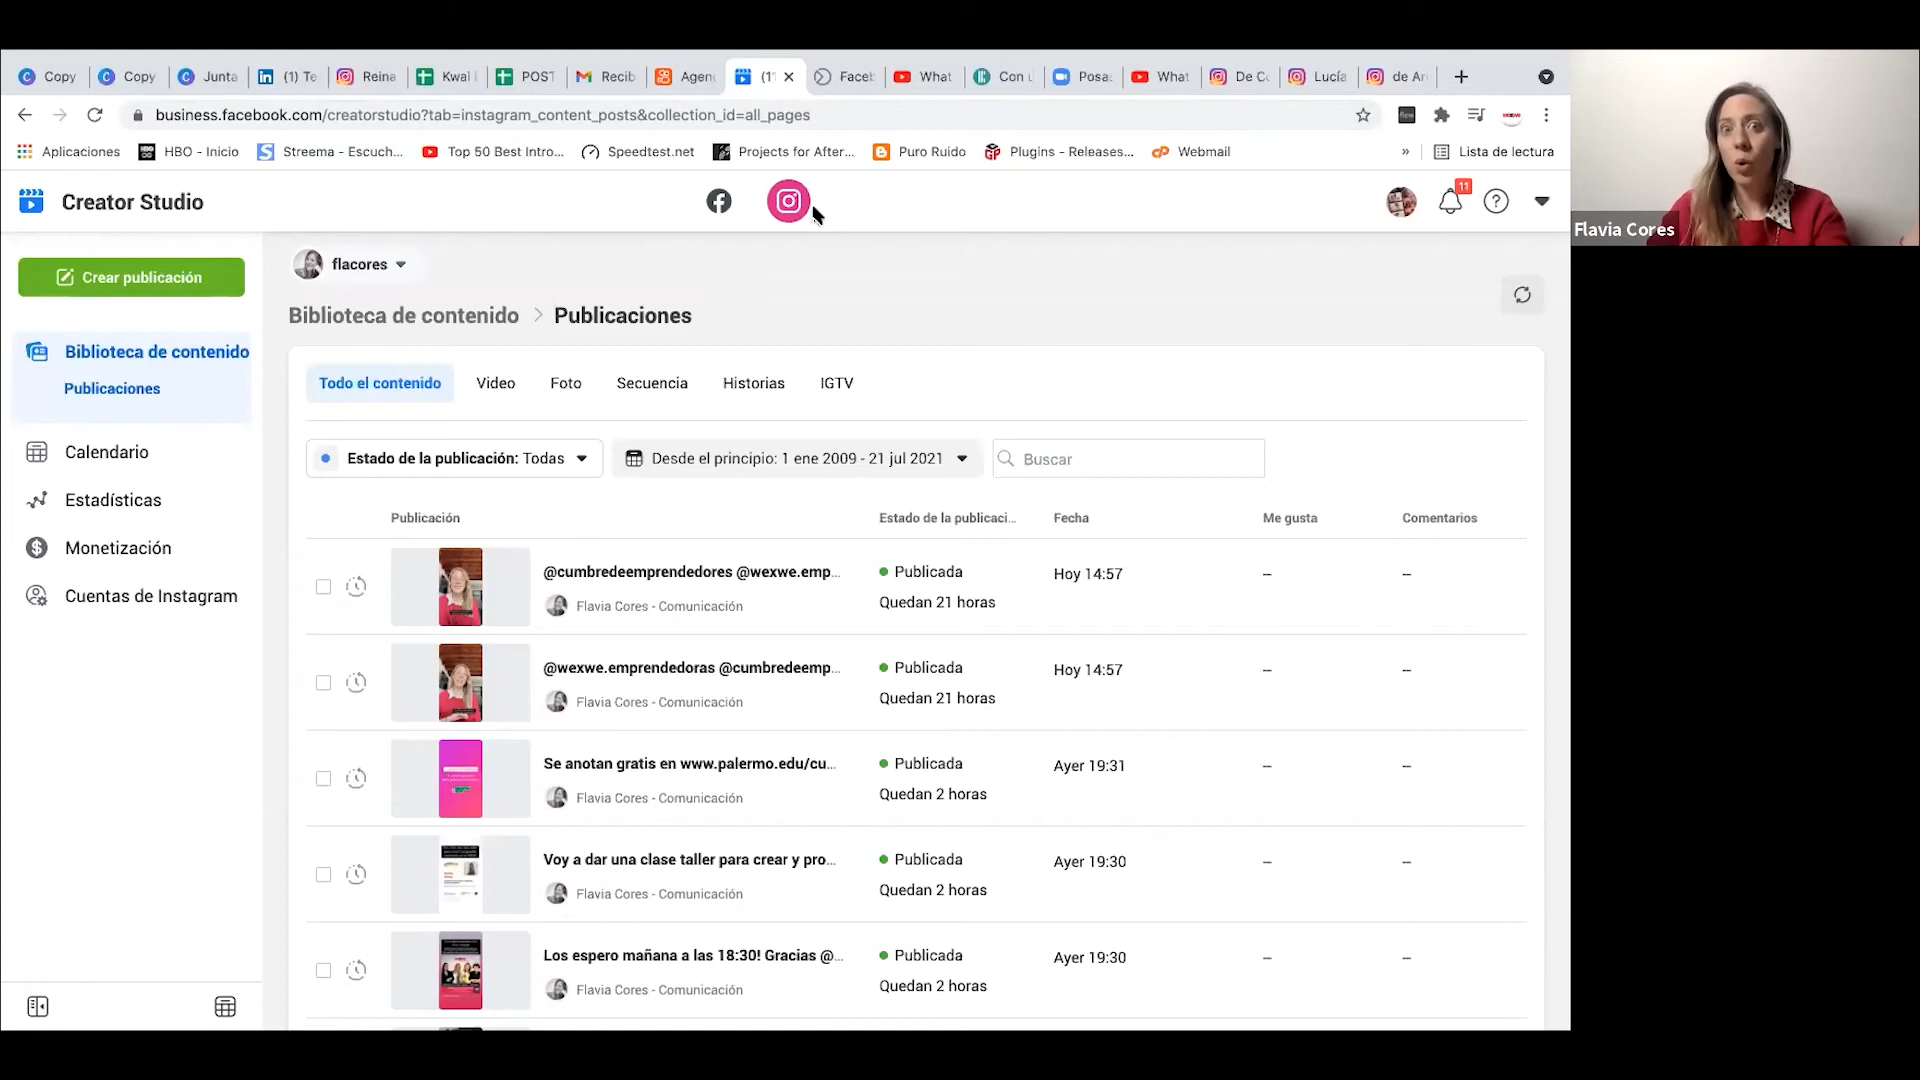 Copy
Copy
Junta
(1) Te
Reina
Kwai
POST
Recib
Agen
(1
Faceb
What
Con
Posa
What
De Co
Lucía
de Ar
business.facebook.com/creatorstudio?tab=instagram_content_posts&collection_id=all_pages
Aplicaciones
HBO - Inicio
Streema - Escuch...
Top 50 Best Intro...
Speedtest.net
Projects for After...
Puro Ruido
Plugins - Releases...
Webmail
»
Lista de lectura
Creator Studio
11
Flavia Cores
Crear publicación
flacores
Biblioteca de contenido > Publicaciones
Biblioteca de contenido
Publicaciones
Calendario
Estadísticas
Monetización
Cuentas de Instagram
Todo el contenido
Video
Foto
Secuencia
Historias
IGTV
Estado de la publicación: Todas
Desde el principio: 1 ene 2009 - 21 jul 2021
Buscar
Publicación
Estado de la publicaci...
Fecha
Me gusta
Comentarios
@cumbredeemprendedores @wexwe.emp...
Flavia Cores - Comunicación
Publicada
Quedan 21 horas
Hoy 14:57
--
--
@wexwe.emprendedoras @cumbredeemp...
Flavia Cores - Comunicación
Publicada
Quedan 21 horas
Hoy 14:57
--
--
Se anotan gratis en www.palermo.edu/cu...
Flavia Cores - Comunicación
Publicada
Quedan 2 horas
Ayer 19:31
--
--
Voy a dar una clase taller para crear y pro...
Flavia Cores - Comunicación
Publicada
Quedan 2 horas
Ayer 19:30
--
--
Los espero mañana a las 18:30! Gracias @...
Flavia Cores - Comunicación
Publicada
Quedan 2 horas
Ayer 19:30
--
--